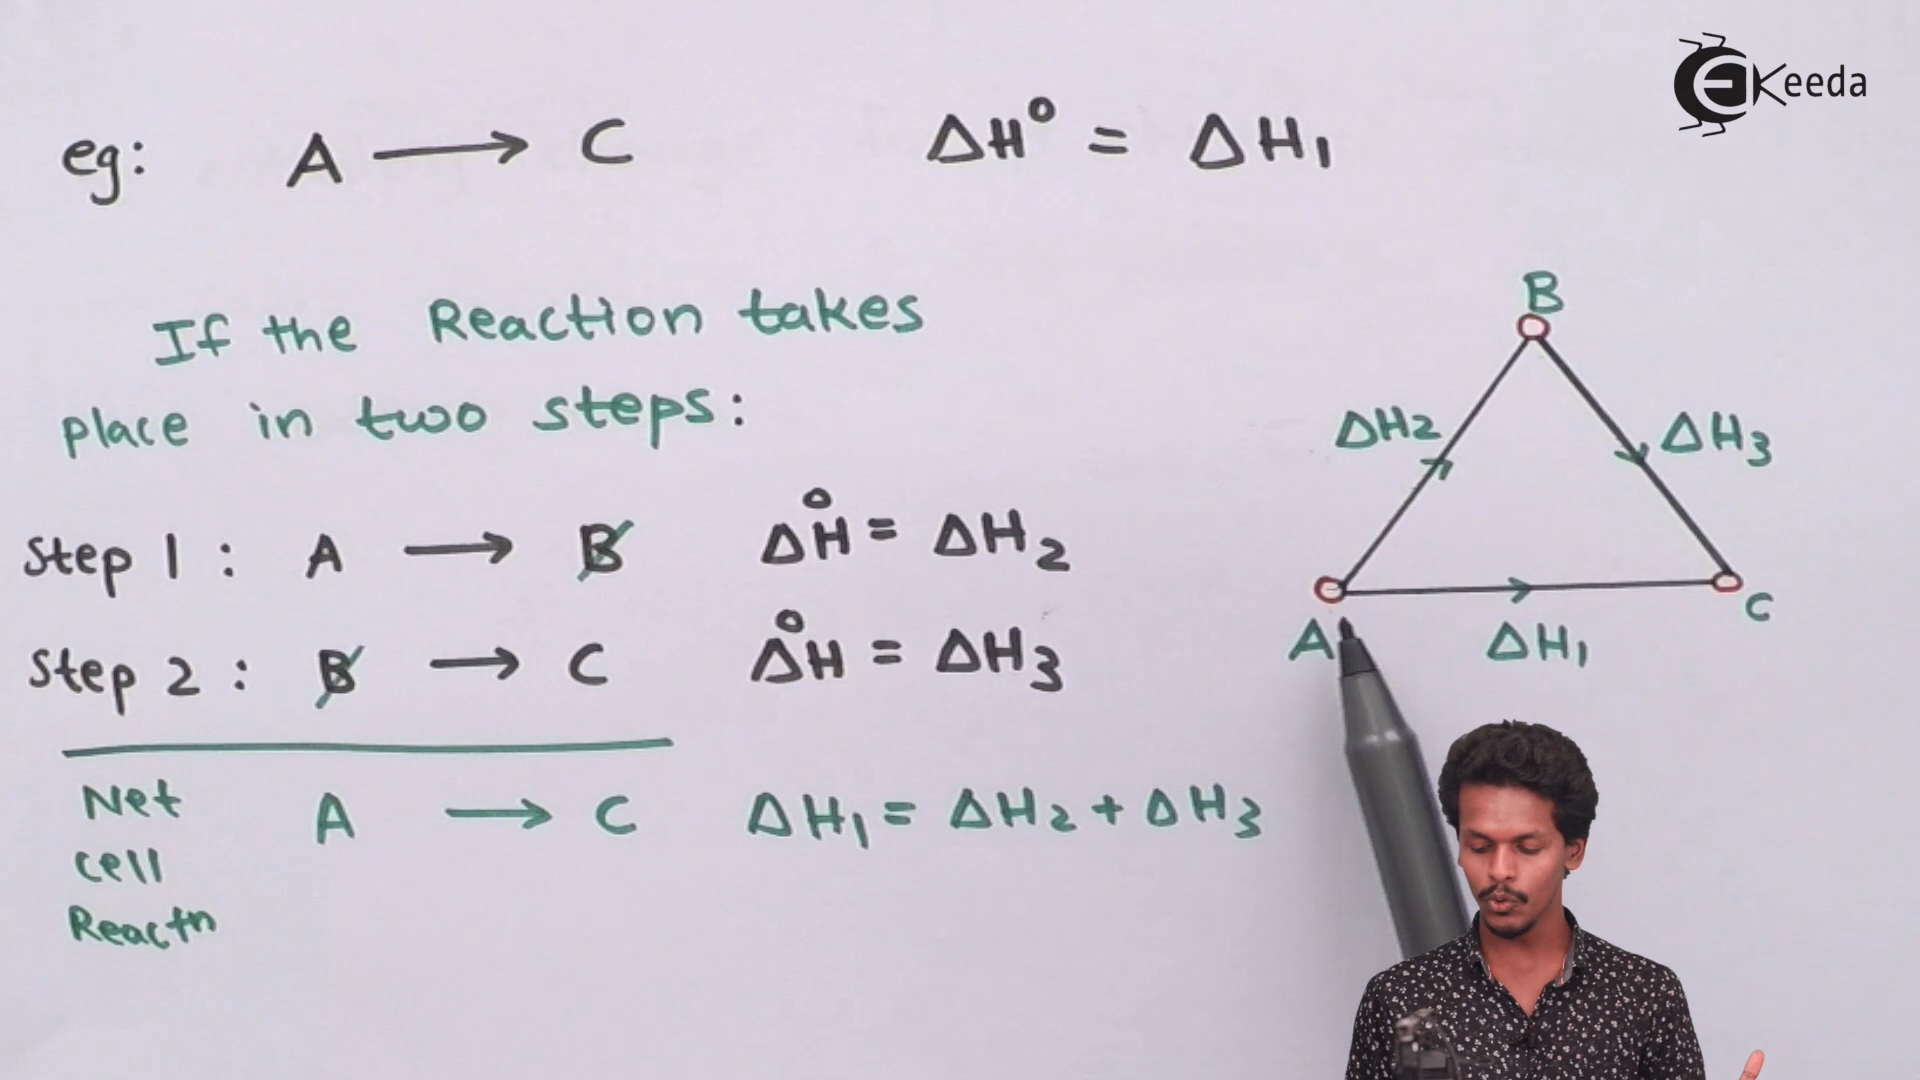 EKeeda
eg: A ⟶ C ΔH° = ΔH₁
If the Reaction takes
place in two steps:
Step 1 : A ⟶ B ΔH° = ΔH₂
Step 2 : B ⟶ C ΔH° = ΔH₃
Net A ⟶ C ΔH₁ = ΔH₂ + ΔH₃
cell
Reactn
B
ΔH₂ ΔH₃
A ΔH₁ C